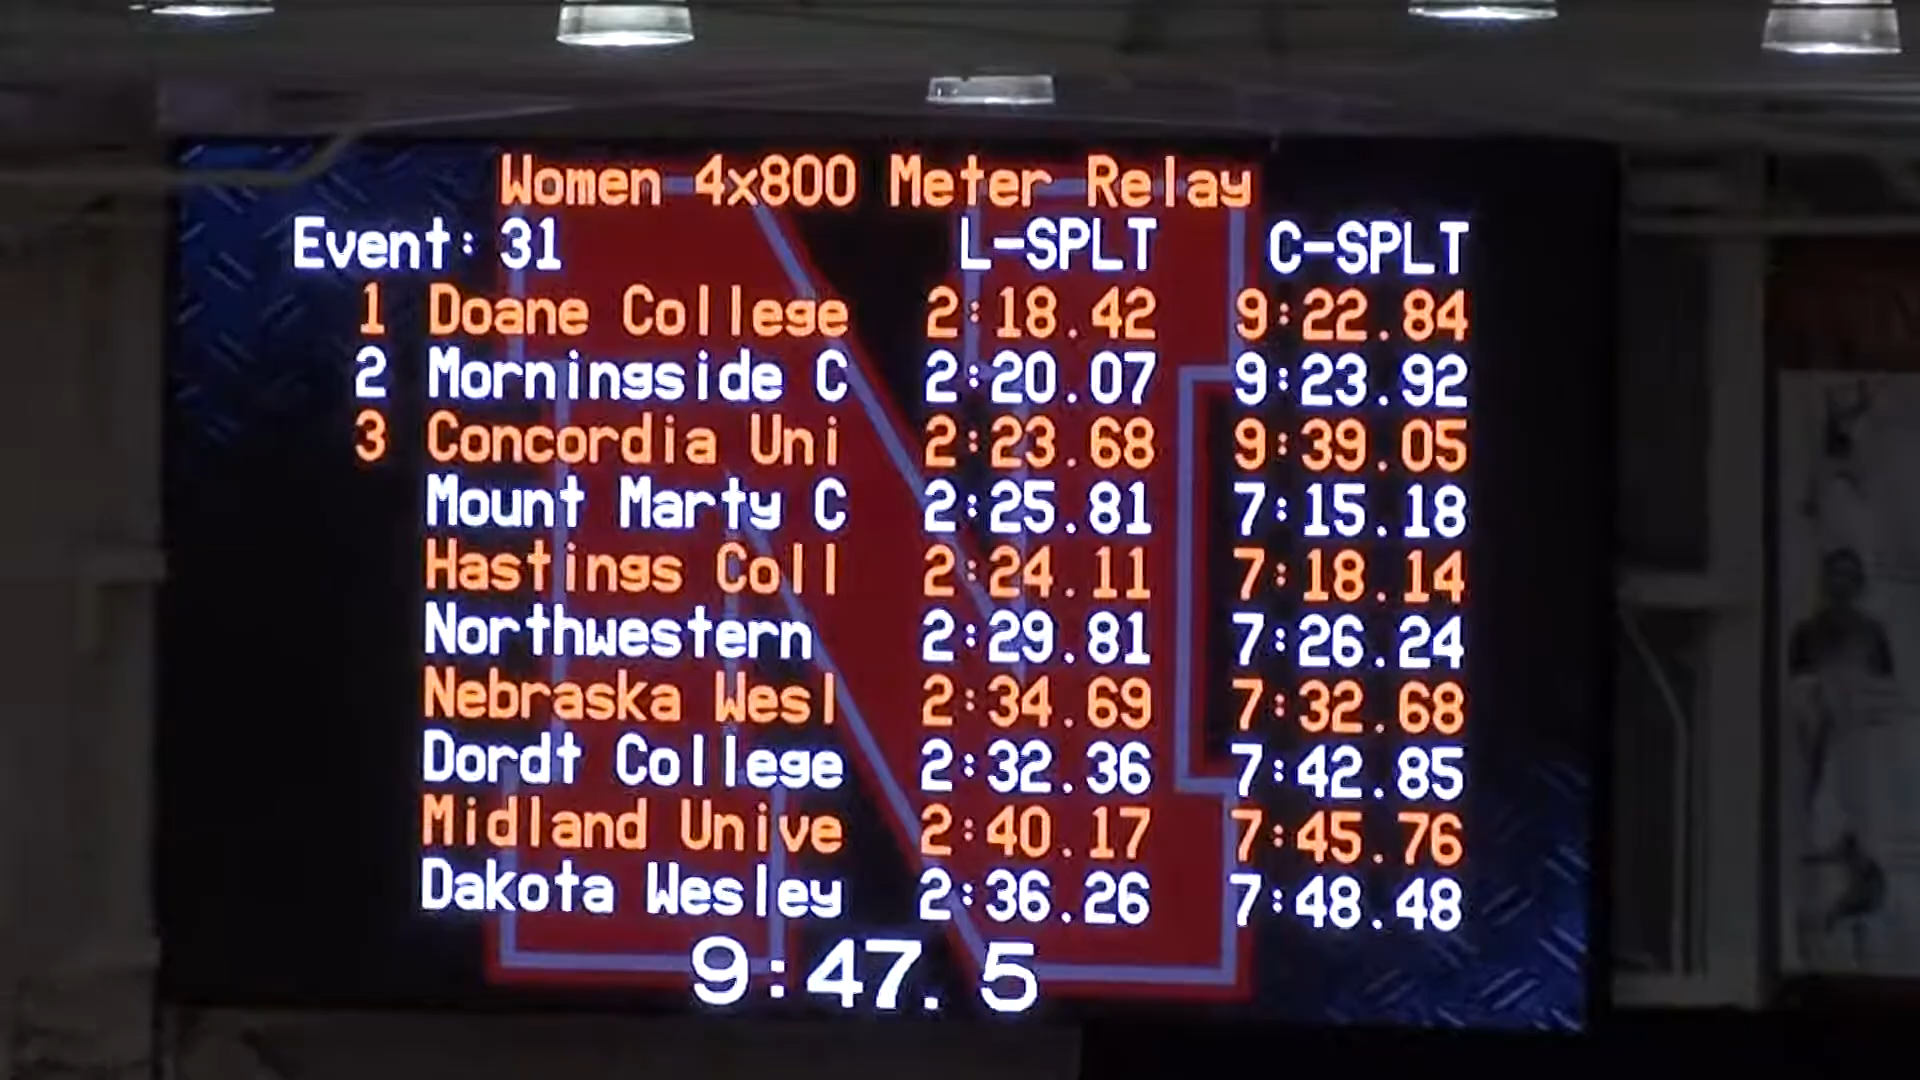 Women 4x800 Meter Relay
Event: 31 L-SPLT C-SPLT
1 Doane College 2:18.42 9:22.84
2 Morningside C 2:20.07 9:23.92
3 Concordia Uni 2:23.68 9:39.05
Mount Marty C 2:25.81 7:15.18
Hastings Coll 2:24.11 7:18.14
Northwestern 2:29.81 7:26.24
Nebraska Wesl 2:34.69 7:32.68
Dordt College 2:32.36 7:42.85
Midland Unive 2:40.17 7:45.76
Dakota Wesley 2:36.26 7:48.48
9:47.5